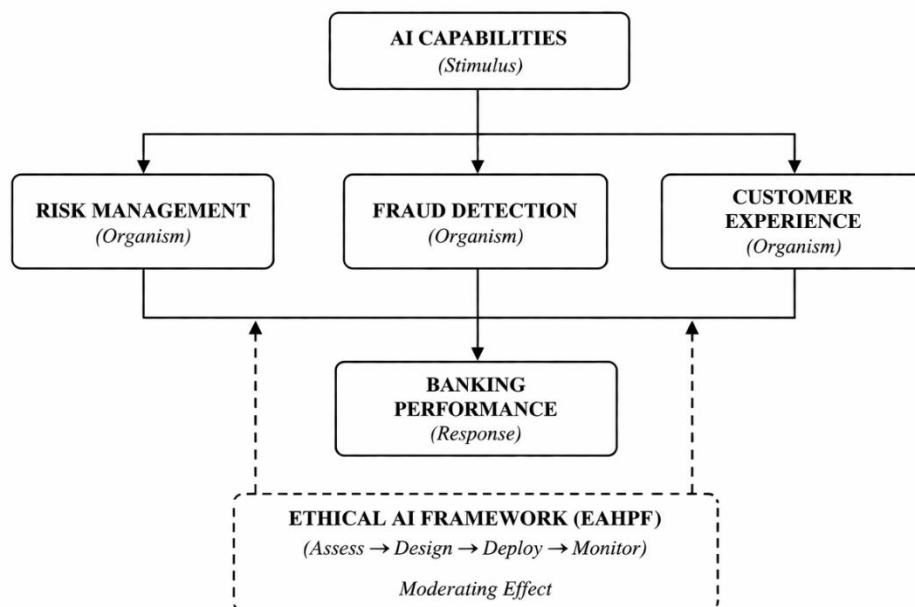 AI CAPABILITIES
(Stimulus)
RISK MANAGEMENT
(Organism)
FRAUD DETECTION
(Organism)
CUSTOMER
EXPERIENCE
(Organism)
BANKING
PERFORMANCE
(Response)
ETHICAL AI FRAMEWORK (EAHPF)
(Assess → Design → Deploy → Monitor)
Moderating Effect